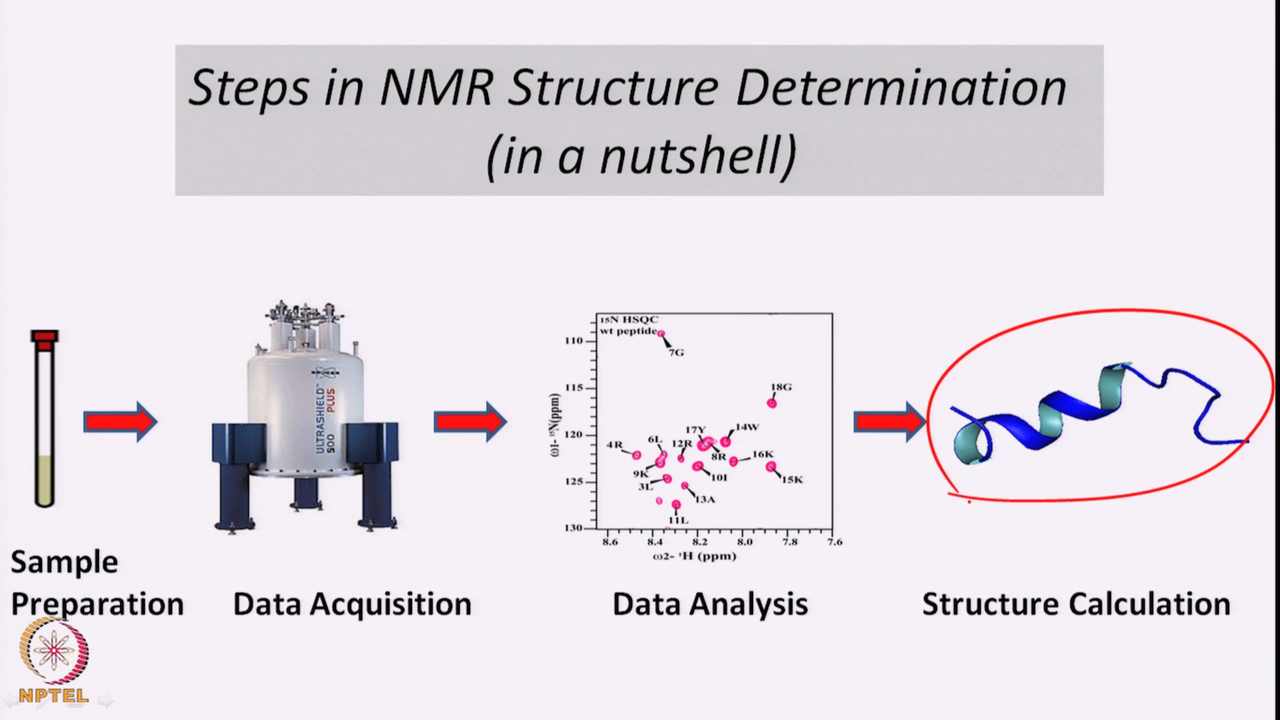 Steps in NMR Structure Determination
(in a nutshell)
ULTRASHIELD™
PLUS
500
BRUKER
15N HSQC
wt peptide
110
115
120
125
130
ω1- ¹⁵N(ppm)
7G
18G
17Y
14W
6L
12R
4R
8R
16K
9K
10I
15K
3L
13A
11L
8.6 8.4 8.2 8.0 7.8 7.6
ω2- ¹H (ppm)
Sample
Preparation
Data Acquisition
Data Analysis
Structure Calculation
NPTEL